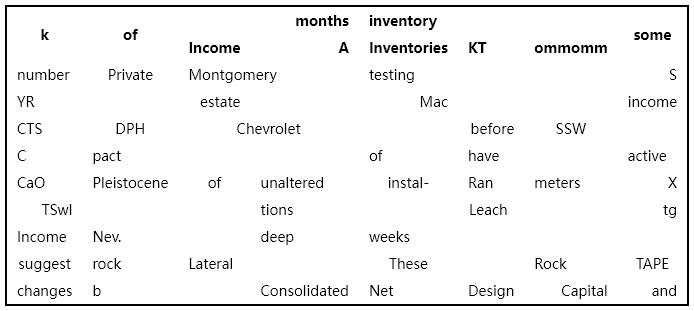 months inventory
k of some
Income A Inventories KT ommomm
number Private Montgomery testing S
YR estate Mac income
CTS DPH Chevrolet before SSW
C pact of have active
CaO Pleistocene of unaltered instal- Ran meters X
TSwl tions Leach tg
Income Nev. deep weeks
suggest rock Lateral These Rock TAPE
changes b Consolidated Net Design Capital and